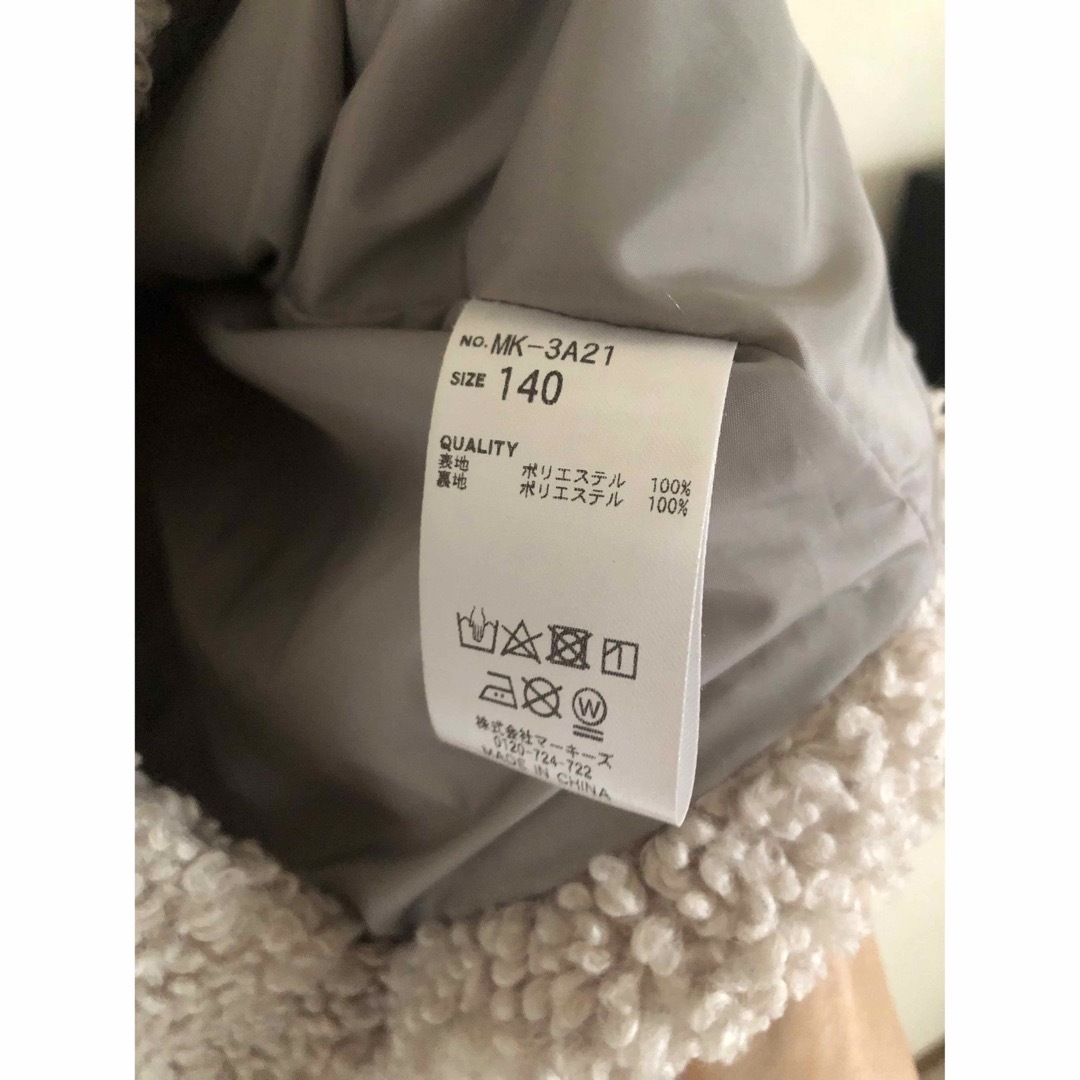 NO. MK-3A21
SIZE 140
QUALITY
表地 ポリエステル 100%
裏地 ポリエステル 100%
W
株式会社マーキーズ
0120-724-722
MADE IN CHINA